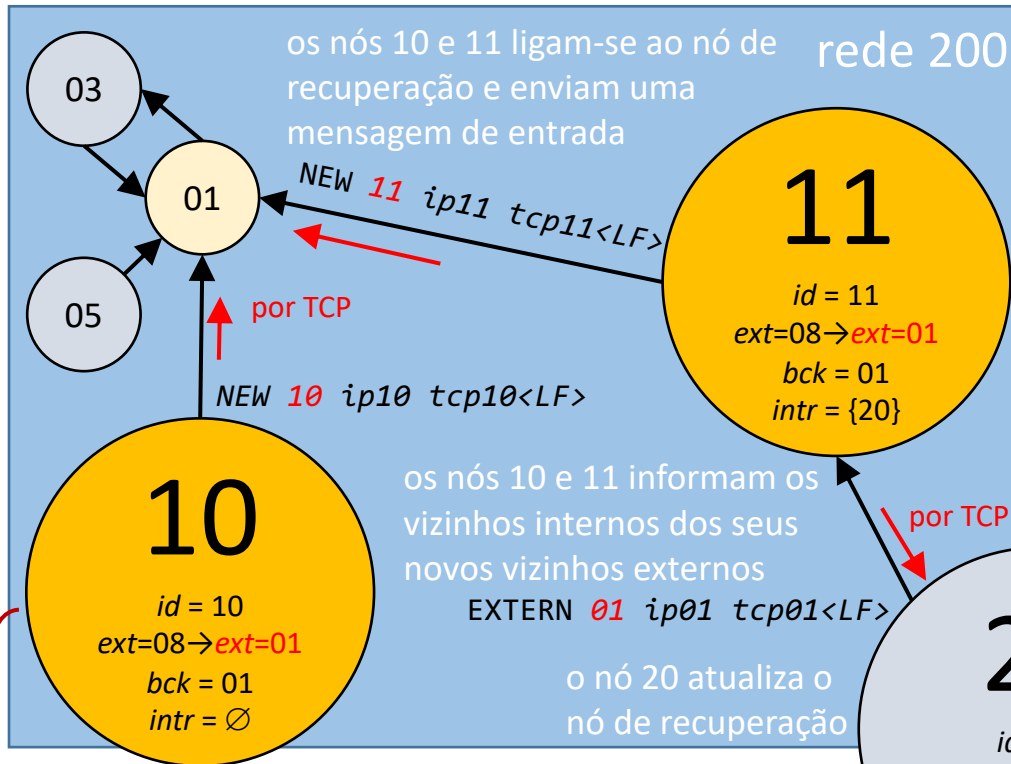 os nós 10 e 11 ligam-se ao nó de
recuperação e enviam uma
mensagem de entrada
rede 200
03
01
05
NEW 11 ip11 tcp11<LF>
por TCP
NEW 10 ip10 tcp10<LF>
11
id = 11
ext=08→ext=01
bck = 01
intr = {20}
10
id = 10
ext=08→ext=01
bck = 01
intr = ∅
os nós 10 e 11 informam os
vizinhos internos dos seus
novos vizinhos externos
por TCP
EXTERN 01 ip01 tcp01<LF>
o nó 20 atualiza o
nó de recuperação
2